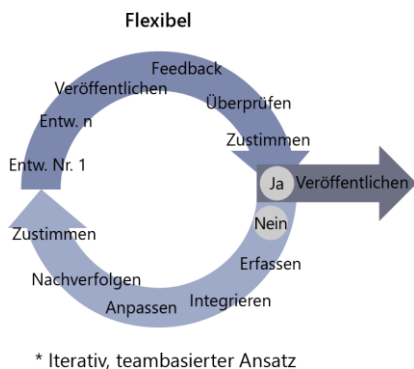 Flexibel
Entw. Nr. 1
Entw. n
Veröffentlichen
Feedback
Überprüfen
Zustimmen
Ja
Veröffentlichen
Nein
Erfassen
Integrieren
Anpassen
Nachverfolgen
Zustimmen
* Iterativ, teambasierter Ansatz